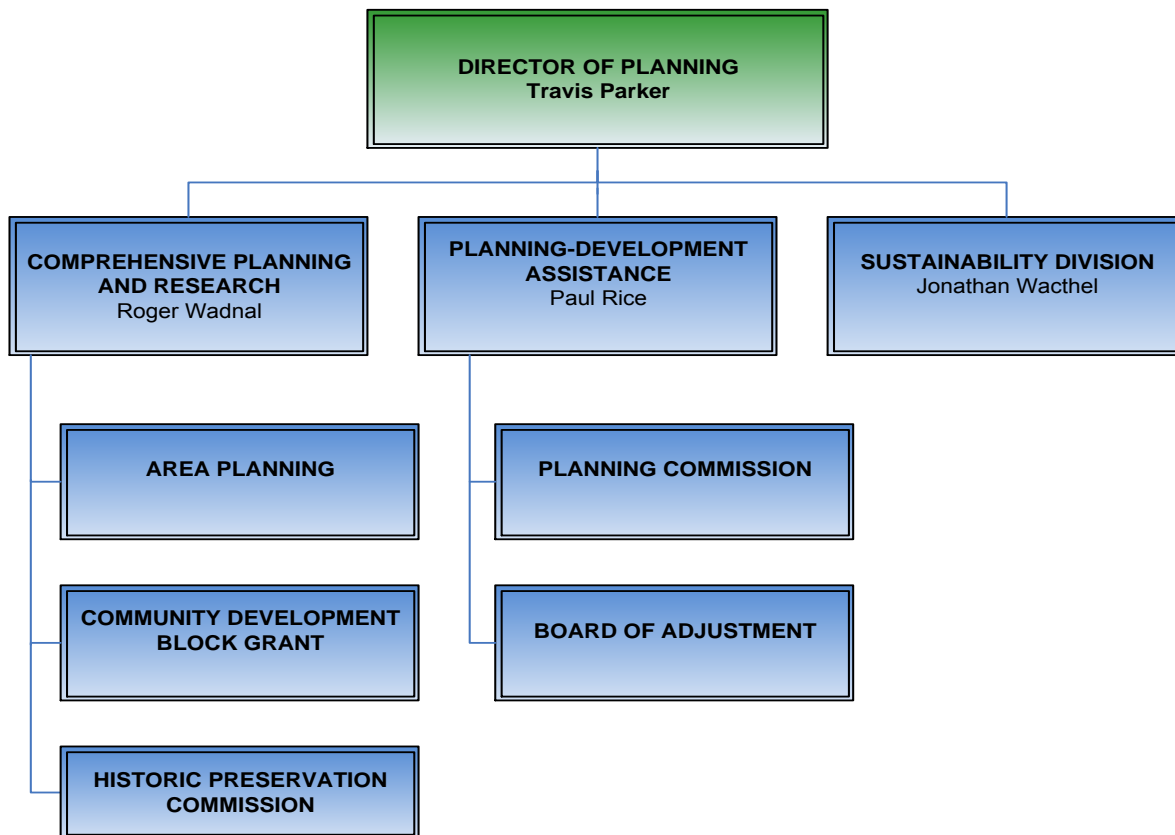 DIRECTOR OF PLANNING
Travis Parker
COMPREHENSIVE PLANNING
AND RESEARCH
Roger Wadnal
PLANNING-DEVELOPMENT
ASSISTANCE
Paul Rice
SUSTAINABILITY DIVISION
Jonathan Wacthel
AREA PLANNING
PLANNING COMMISSION
COMMUNITY DEVELOPMENT
BLOCK GRANT
BOARD OF ADJUSTMENT
HISTORIC PRESERVATION
COMMISSION